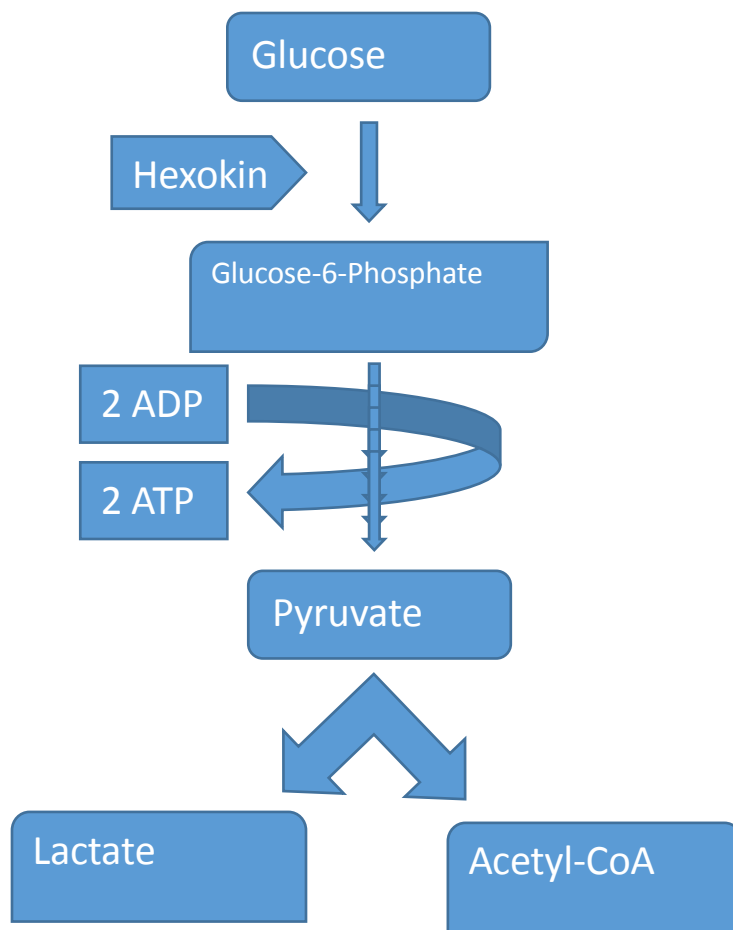 Glucose
Hexokin
Glucose-6-Phosphate
2 ADP
2 ATP
Pyruvate
Lactate
Acetyl-CoA